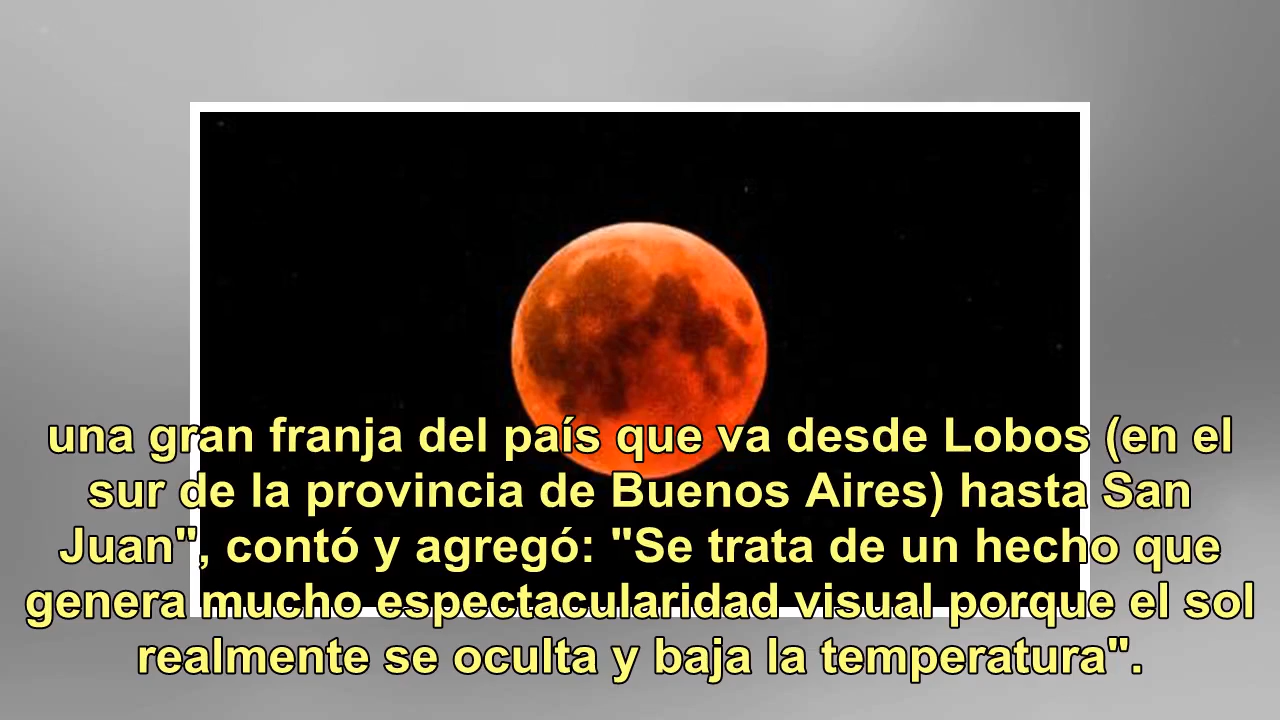 una gran franja del país que va desde Lobos (en el
sur de la provincia de Buenos Aires) hasta San
Juan", contó y agregó: "Se trata de un hecho que
genera mucho espectacularidad visual porque el sol
realmente se oculta y baja la temperatura".